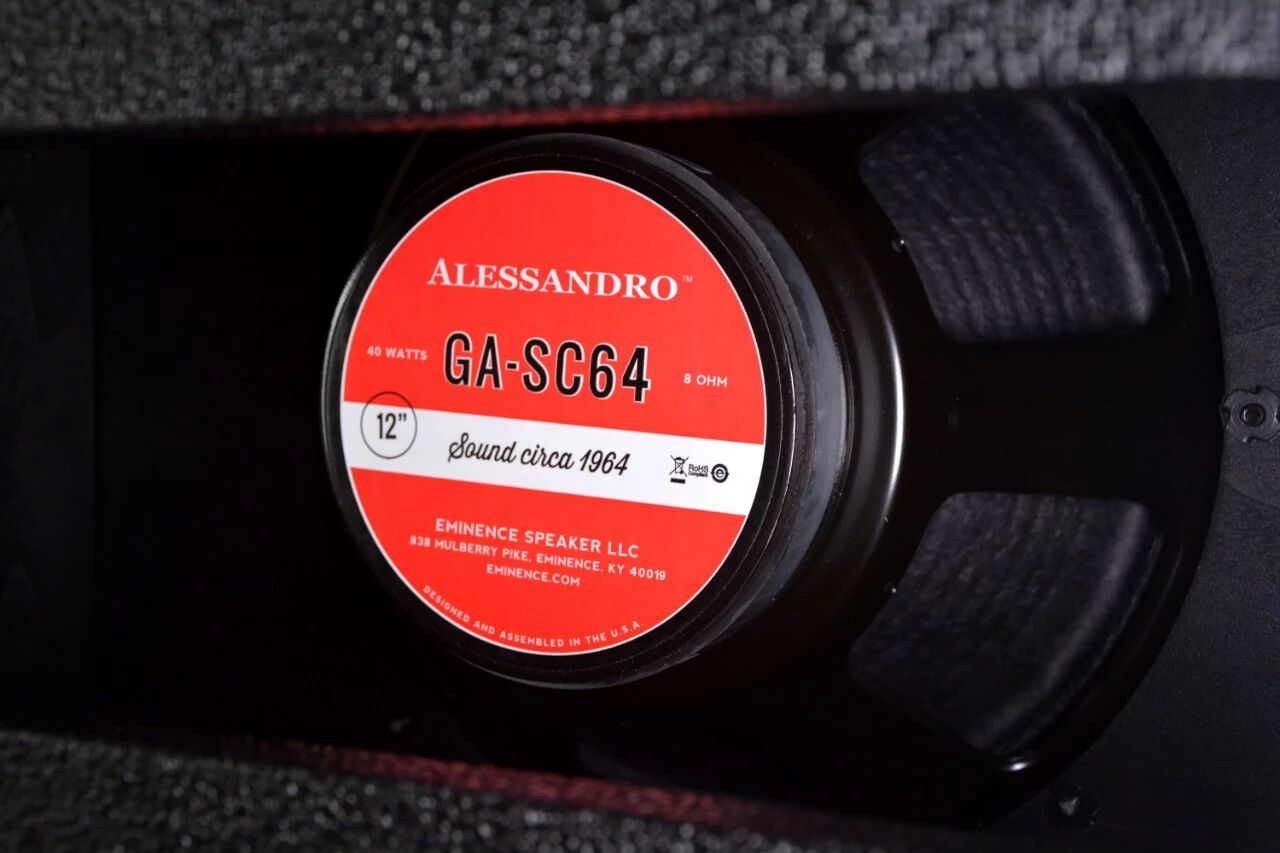 ALESSANDRO™
40 WATTS GA-SC64 8 OHM
12” Sound circa 1964 RoHS Compliant
EMINENCE SPEAKER LLC
838 MULBERRY PIKE, EMINENCE, KY 40019
EMINENCE.COM
DESIGNED AND ASSEMBLED IN THE U.S.A.